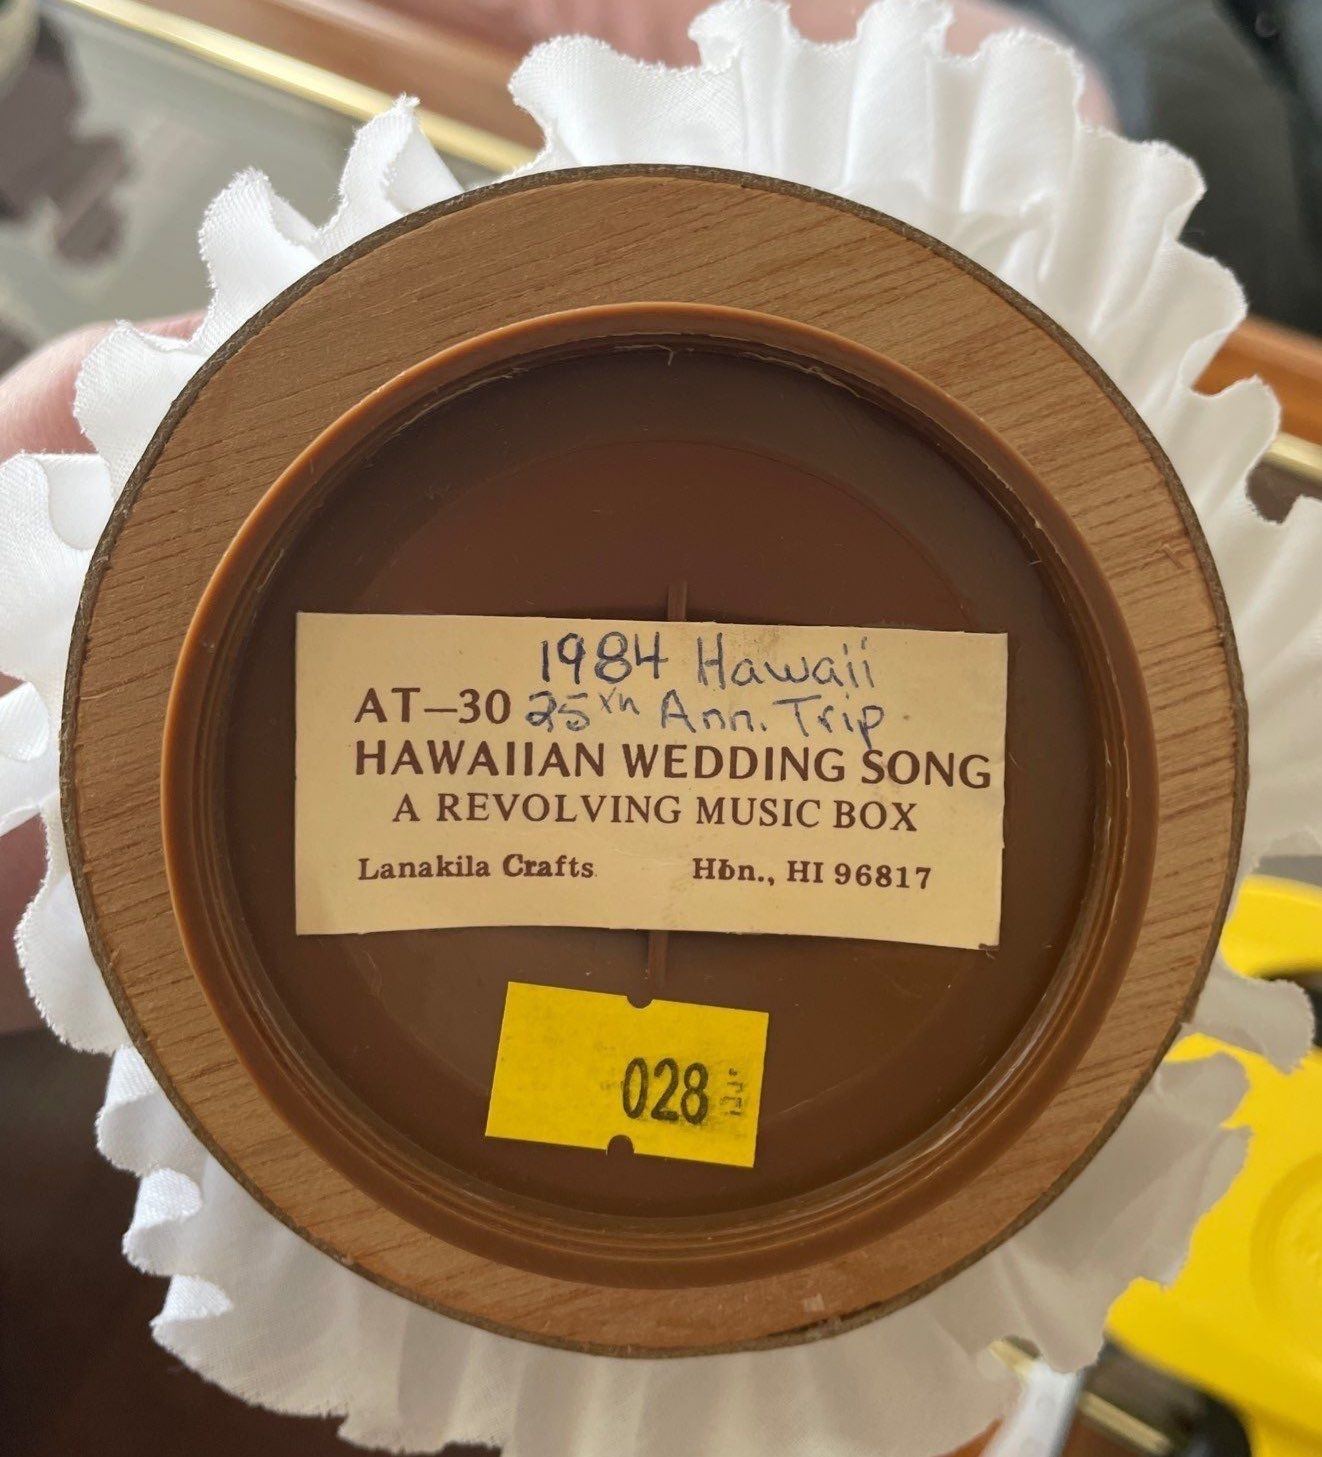 1984 Hawaii
AT—30 25th Ann. Trip
HAWAIIAN WEDDING SONG
A REVOLVING MUSIC BOX
Lanakila Crafts Hbn., HI 96817
028